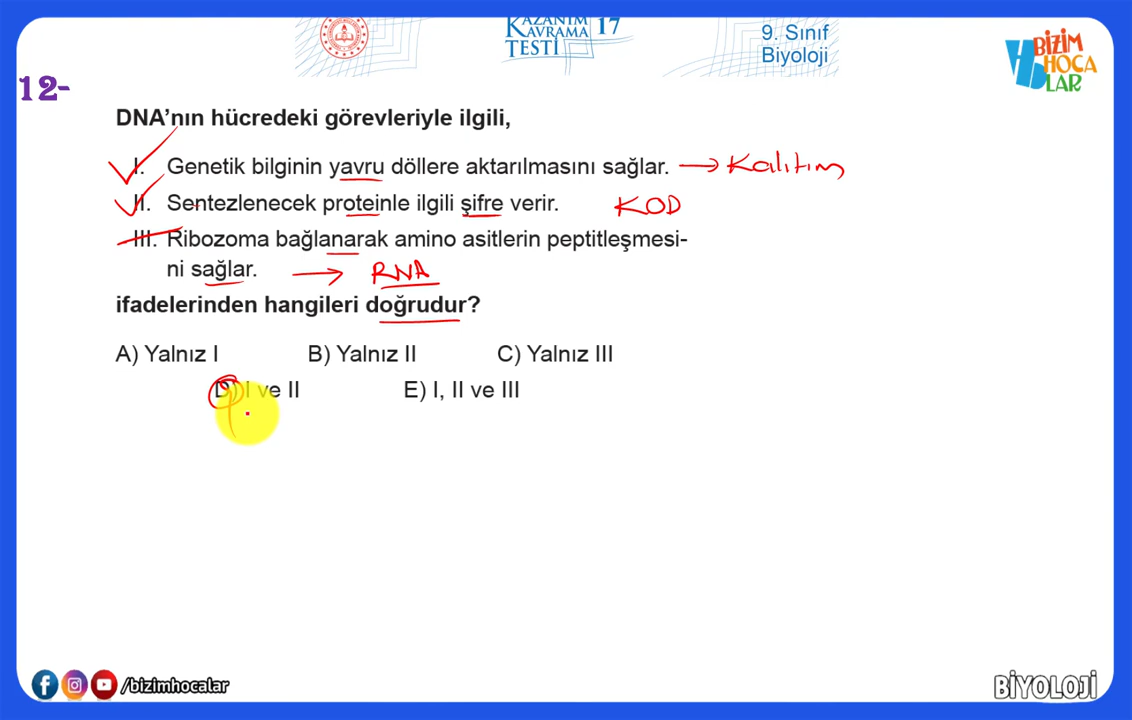 KAZANIM
KAVRAMA 17
TESTİ
9. Sınıf
Biyoloji
BİZİM
HOCA
LAR
12-
DNA'nın hücredeki görevleriyle ilgili,
I. Genetik bilginin yavru döllere aktarılmasını sağlar. → Kalıtım
II. Sentezlenecek proteinle ilgili şifre verir. KOD
III. Ribozoma bağlanarak amino asitlerin peptitleşmesi-
ni sağlar. → RNA
ifadelerinden hangileri doğrudur?
A) Yalnız I B) Yalnız II C) Yalnız III
D) I ve II E) I, II ve III
/bizimhocalar
BİYOLOJİ